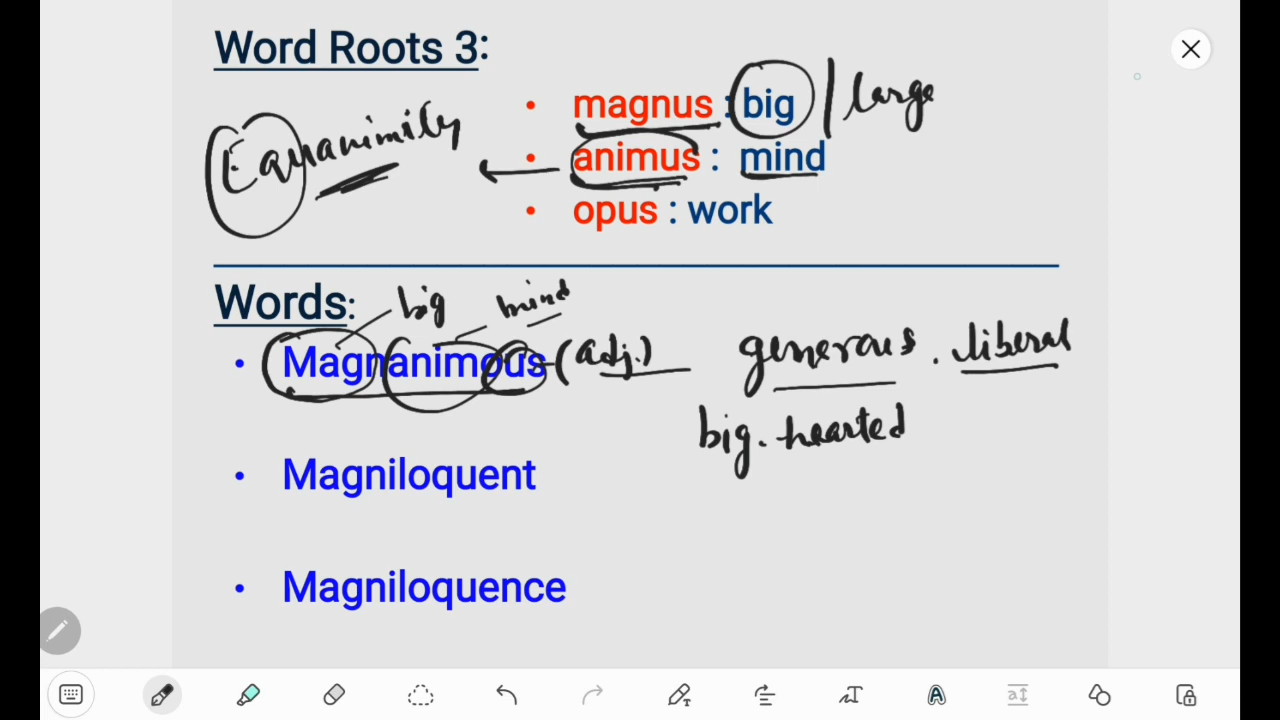 Word Roots 3:
• magnus : big / large
Equanimity
• animus : mind
• opus : work
Words:
big mind
• Magnanimous (adj.) generous. liberal
big. hearted
• Magniloquent
• Magniloquence